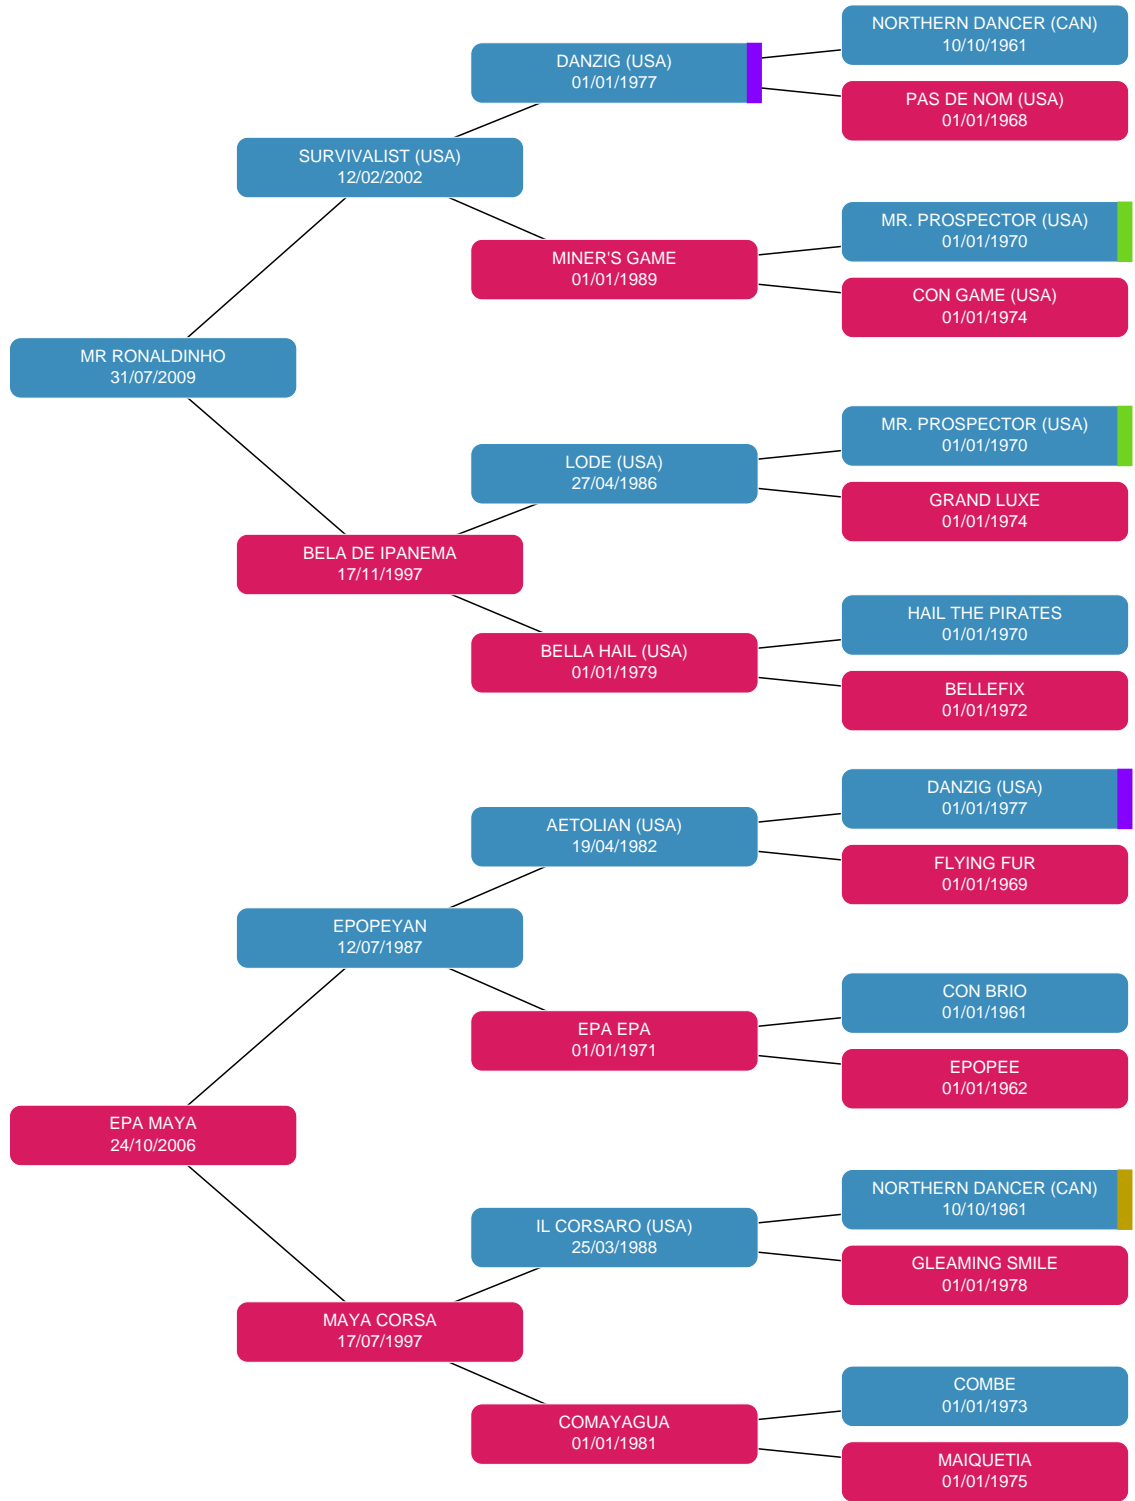 NORTHERN DANCER (CAN)
10/10/1961
DANZIG (USA)
01/01/1977
PAS DE NOM (USA)
01/01/1968
SURVIVALIST (USA)
12/02/2002
MR. PROSPECTOR (USA)
01/01/1970
MINER'S GAME
01/01/1989
CON GAME (USA)
01/01/1974
MR RONALDINHO
31/07/2009
MR. PROSPECTOR (USA)
01/01/1970
LODE (USA)
27/04/1986
GRAND LUXE
01/01/1974
BELA DE IPANEMA
17/11/1997
HAIL THE PIRATES
01/01/1970
BELLA HAIL (USA)
01/01/1979
BELLEFIX
01/01/1972
DANZIG (USA)
01/01/1977
AETOLIAN (USA)
19/04/1982
FLYING FUR
01/01/1969
EPOPEYAN
12/07/1987
CON BRIO
01/01/1961
EPA EPA
01/01/1971
EPOPEE
01/01/1962
EPA MAYA
24/10/2006
NORTHERN DANCER (CAN)
10/10/1961
IL CORSARO (USA)
25/03/1988
GLEAMING SMILE
01/01/1978
MAYA CORSA
17/07/1997
COMBE
01/01/1973
COMAYAGUA
01/01/1981
MAIQUETIA
01/01/1975